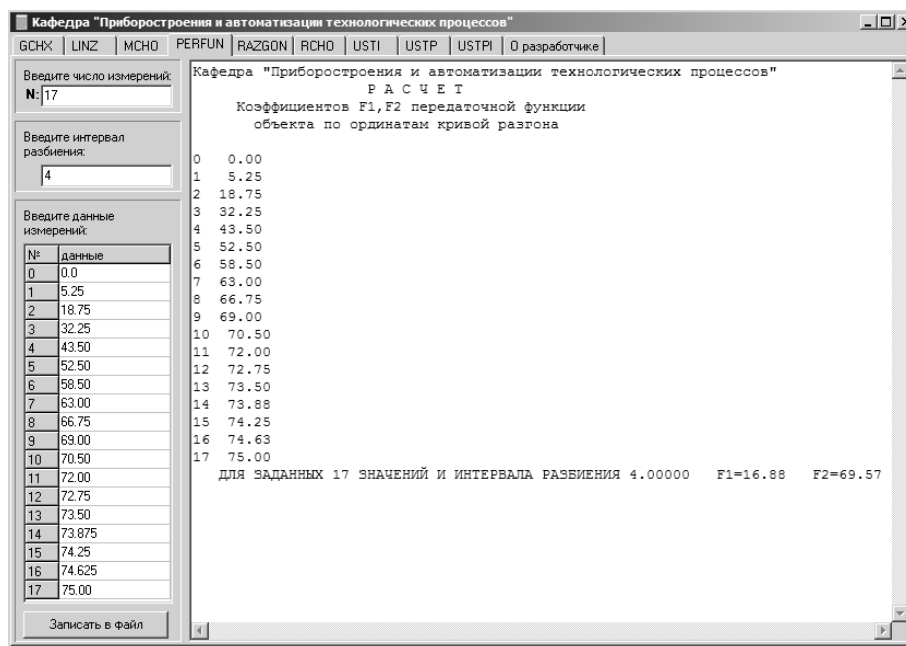 Кафедра "Приборостроения и автоматизации технологических процессов"
GCHX LINZ MCHO PERFUN RAZGON RCHO USTI USTP USTPI О разработчике
Введите число измерений:
N: 17
Введите интервал
разбиения:
4
Введите данные
измерений:
№ данные
0 0.0
1 5.25
2 18.75
3 32.25
4 43.50
5 52.50
6 58.50
7 63.00
8 66.75
9 69.00
10 70.50
11 72.00
12 72.75
13 73.50
14 73.875
15 74.25
16 74.625
17 75.00
Записать в файл
Кафедра "Приборостроения и автоматизации технологических процессов"
Р А С Ч Е Т
Коэффициентов F1,F2 передаточной функции
объекта по ординатам кривой разгона
0 0.00
1 5.25
2 18.75
3 32.25
4 43.50
5 52.50
6 58.50
7 63.00
8 66.75
9 69.00
10 70.50
11 72.00
12 72.75
13 73.50
14 73.88
15 74.25
16 74.63
17 75.00
ДЛЯ ЗАДАННЫХ 17 ЗНАЧЕНИЙ И ИНТЕРВАЛА РАЗБИЕНИЯ 4.00000 F1=16.88 F2=69.57